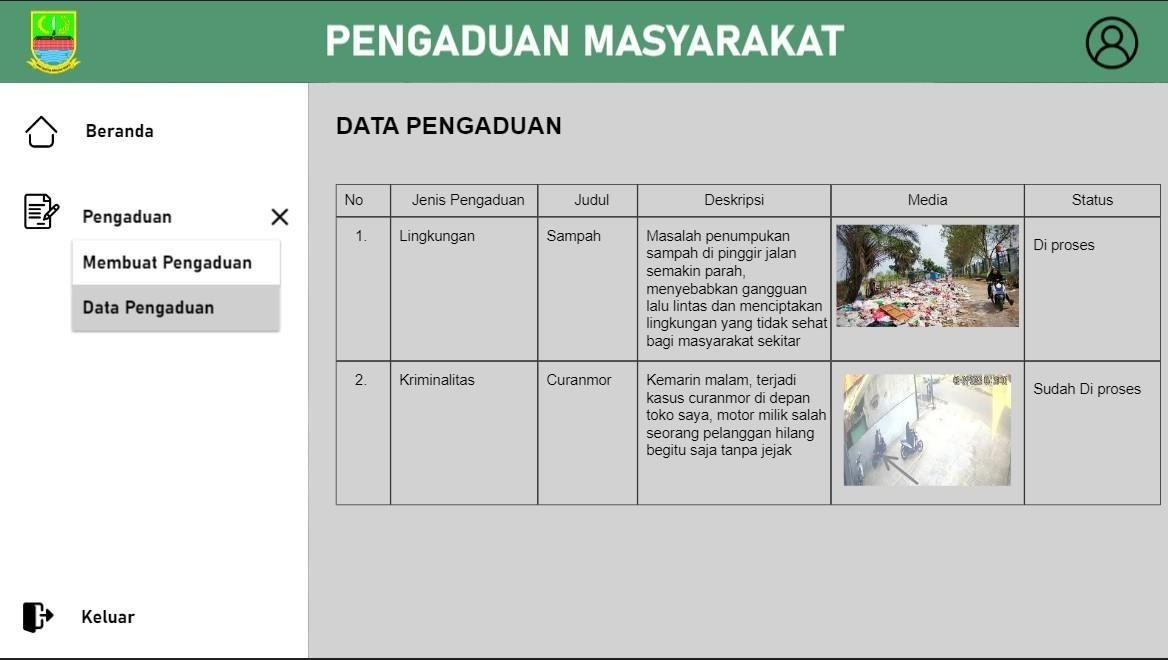 PENGADUAN MASYARAKAT
Beranda
Pengaduan
Membuat Pengaduan
Data Pengaduan
Keluar
DATA PENGADUAN
No Jenis Pengaduan Judul Deskripsi Media Status
1. Lingkungan Sampah Masalah penumpukan
sampah di pinggir jalan
semakin parah,
menyebabkan gangguan
lalu lintas dan menciptakan
lingkungan yang tidak sehat
bagi masyarakat sekitar
Di proses
2. Kriminalitas Curanmor Kemarin malam, terjadi
kasus curanmor di depan
toko saya, motor milik salah
seorang pelanggan hilang
begitu saja tanpa jejak
Sudah Di proses